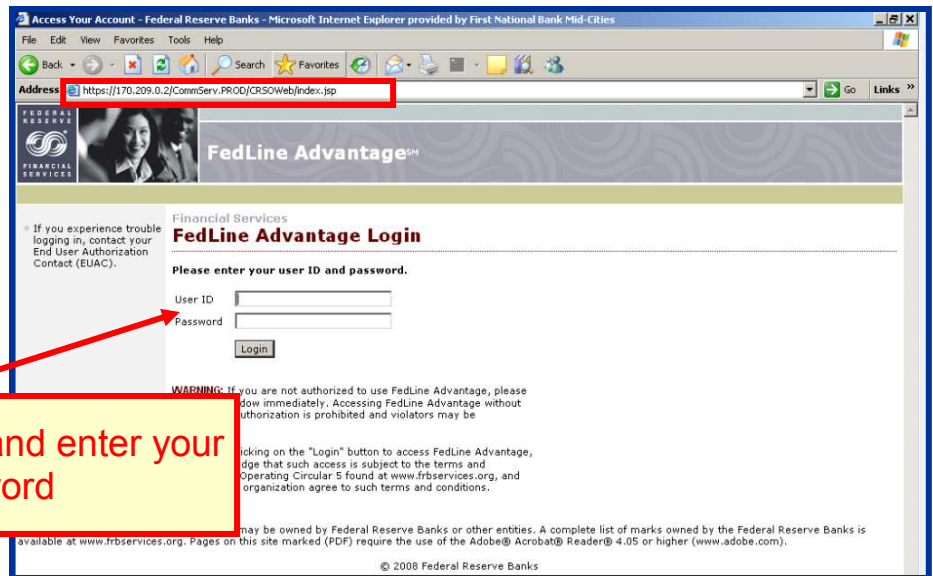 Access Your Account - Federal Reserve Banks - Microsoft Internet Explorer provided by First National Bank Mid-Cities
File Edit View Favorites Tools Help
Back Search Favorites
Address https://170.209.0.2/CommServ.PROD/CRSOWeb/index.jsp Go Links »
FEDERAL
RESERVE
FINANCIAL
SERVICES
FedLine Advantage℠
If you experience trouble
logging in, contact your
End User Authorization
Contact (EUAC).
Financial Services
FedLine Advantage Login
Please enter your user ID and password.
User ID
Password
Login
WARNING: If you are not authorized to use FedLine Advantage, please
dow immediately. Accessing FedLine Advantage without
uthorization is prohibited and violators may be
and enter your
ord
icking on the "Login" button to access FedLine Advantage,
dge that such access is subject to the terms and
Operating Circular 5 found at www.frbservices.org, and
organization agree to such terms and conditions.
may be owned by Federal Reserve Banks or other entities. A complete list of marks owned by the Federal Reserve Banks is
available at www.frbservices.org. Pages on this site marked (PDF) require the use of the Adobe® Acrobat® Reader® 4.05 or higher (www.adobe.com).
© 2008 Federal Reserve Banks